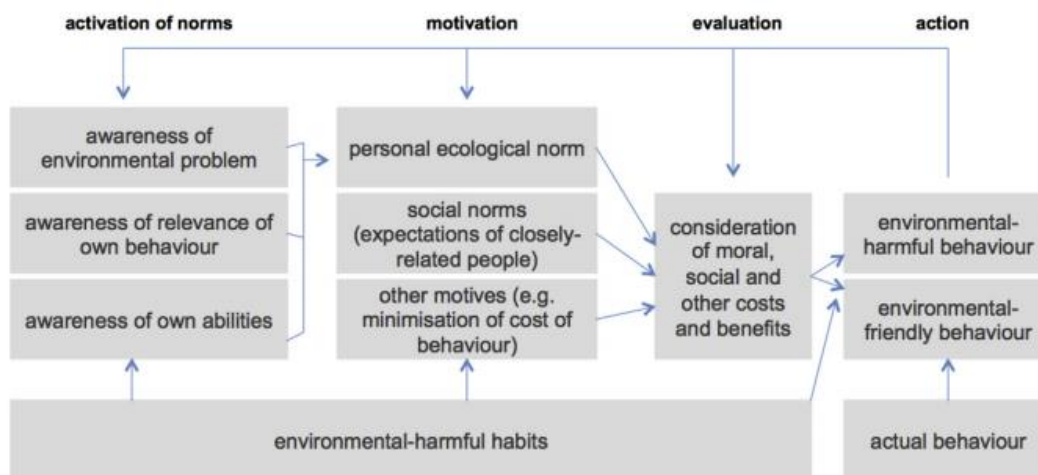 activation of norms
motivation
evaluation
action
awareness of
environmental problem
awareness of relevance of
own behaviour
awareness of own abilities
personal ecological norm
social norms
(expectations of closely-
related people)
other motives (e.g.
minimisation of cost of
behaviour)
consideration
of moral,
social and
other costs
and benefits
environmental-
harmful behaviour
environmental-
friendly behaviour
environmental-harmful habits
actual behaviour